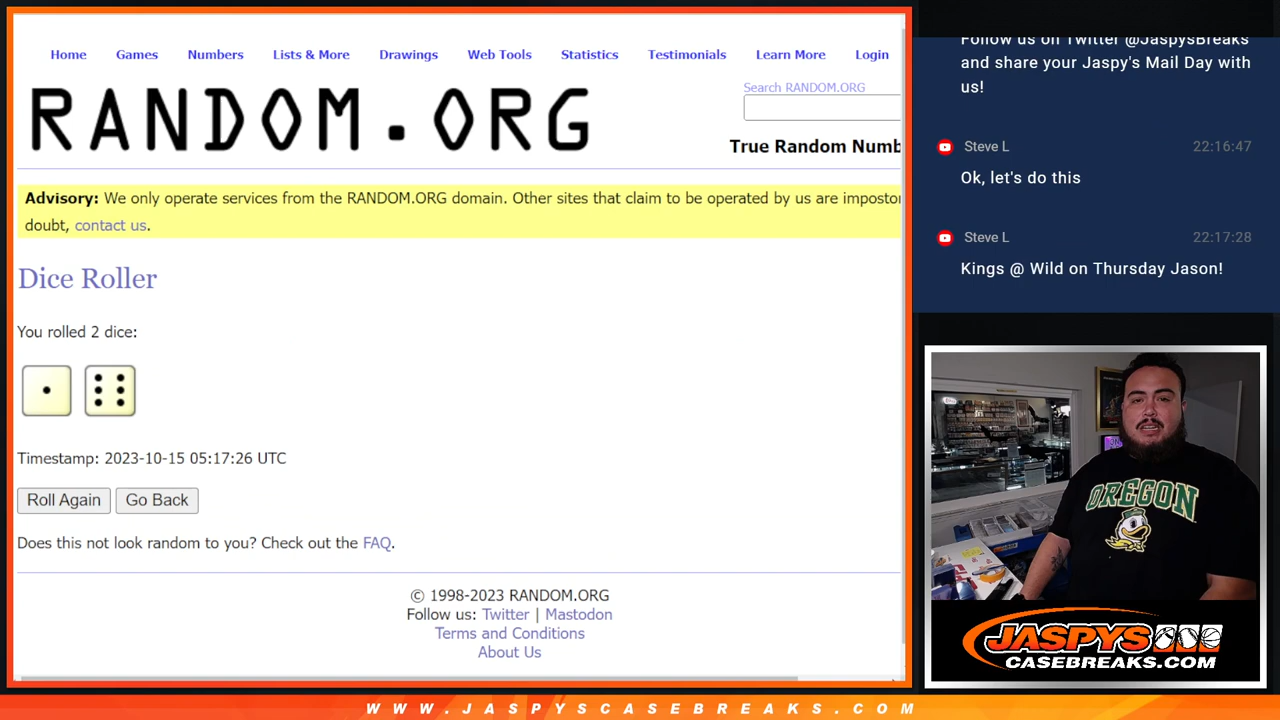 Home Games Numbers Lists & More Drawings Web Tools Statistics Testimonials Learn More Login
RANDOM.ORG
Search RANDOM.ORG
True Random Numb
Advisory: We only operate services from the RANDOM.ORG domain. Other sites that claim to be operated by us are impostor
doubt, contact us.
Dice Roller
You rolled 2 dice:
Timestamp: 2023-10-15 05:17:26 UTC
Roll Again Go Back
Does this not look random to you? Check out the FAQ.
© 1998-2023 RANDOM.ORG
Follow us: Twitter | Mastodon
Terms and Conditions
About Us
Follow us on Twitter @JaspysBreaks
and share your Jaspy's Mail Day with
us!
Steve L 22:16:47
Ok, let's do this
Steve L 22:17:28
Kings @ Wild on Thursday Jason!
OREGON
JASPYS
CASEBREAKS.COM
WWW.JASPYSCASEBREAKS.COM